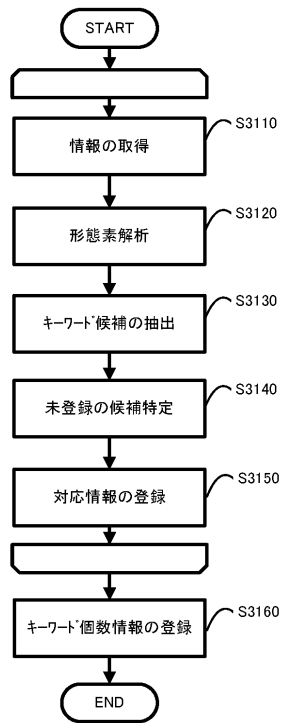 START
情報の取得
S3110
形態素解析
S3120
ｷｰﾜｰﾄﾞ候補の抽出
S3130
未登録の候補特定
S3140
対応情報の登録
S3150
ｷｰﾜｰﾄﾞ個数情報の登録
S3160
END